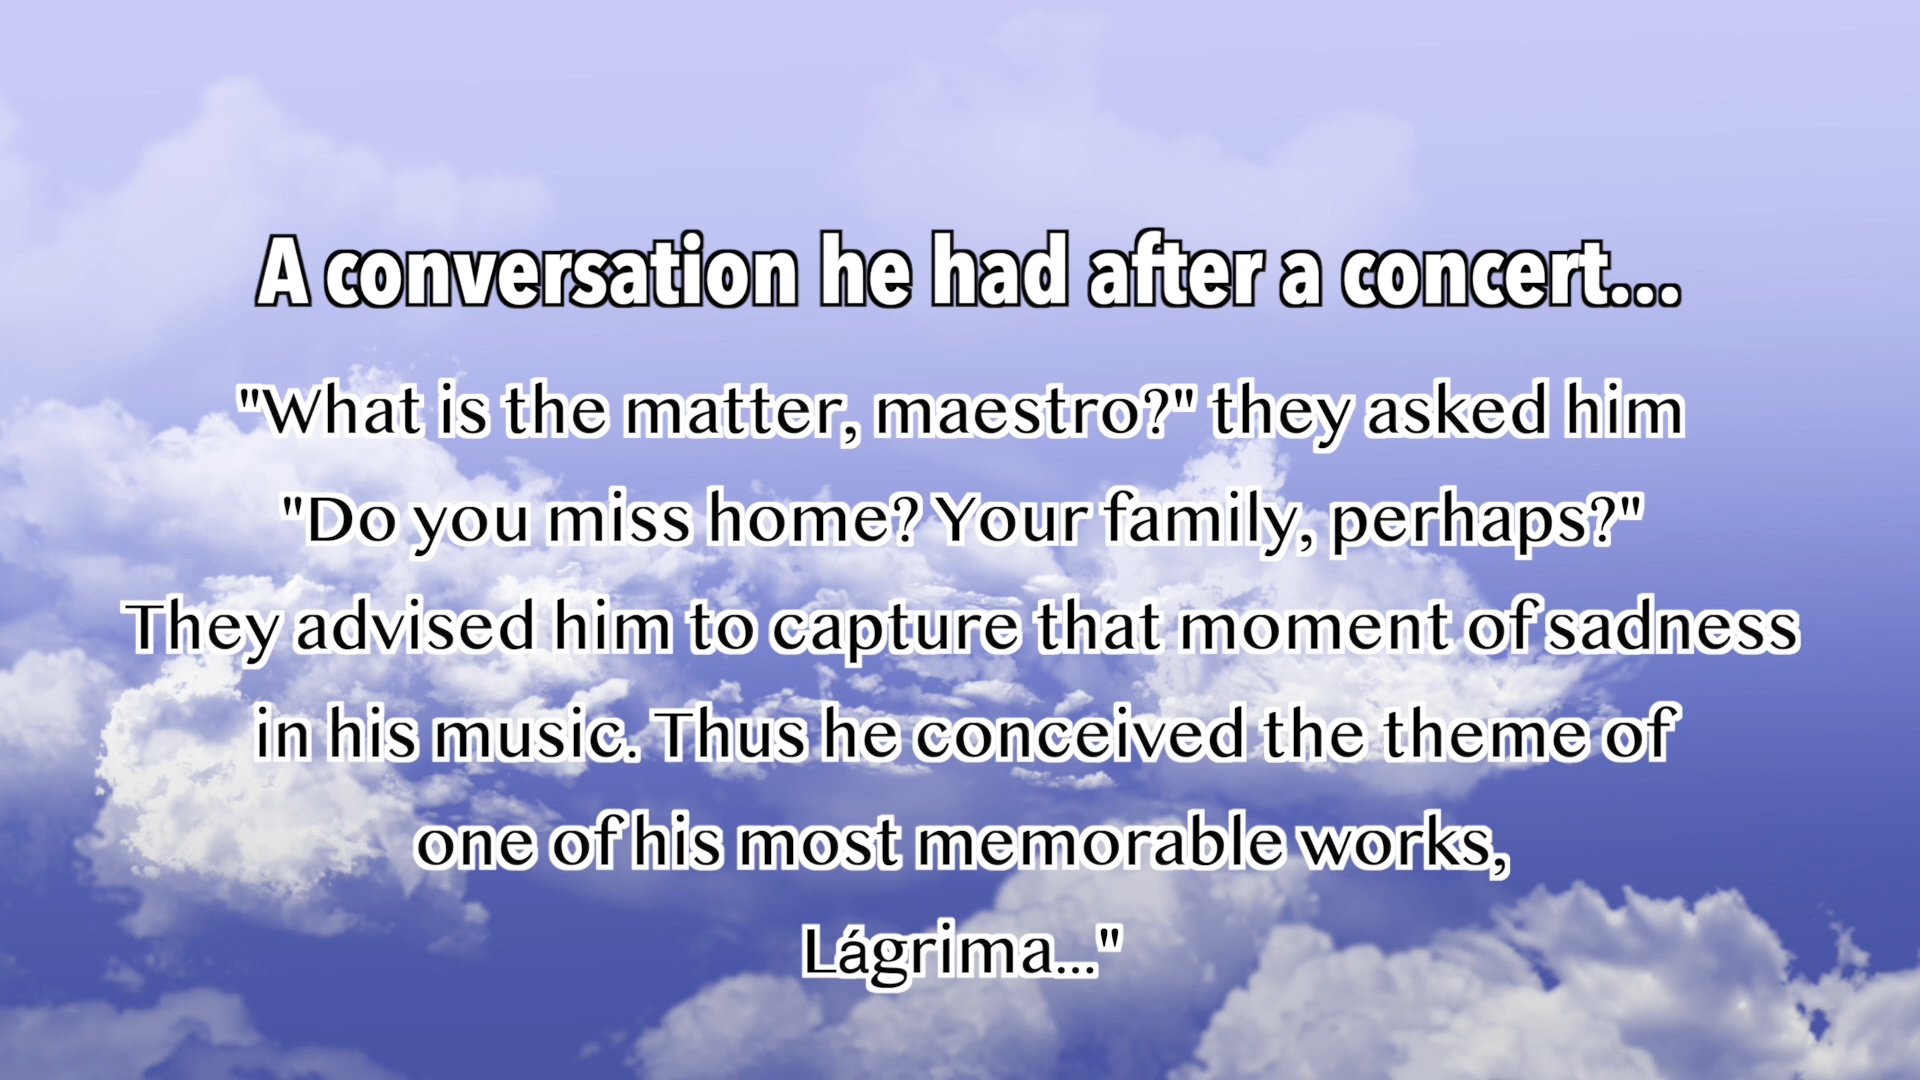 A conversation he had after a concert...
"What is the matter, maestro?" they asked him
"Do you miss home? Your family, perhaps?"
They advised him to capture that moment of sadness
in his music. Thus he conceived the theme of
one of his most memorable works,
Lágrima..."